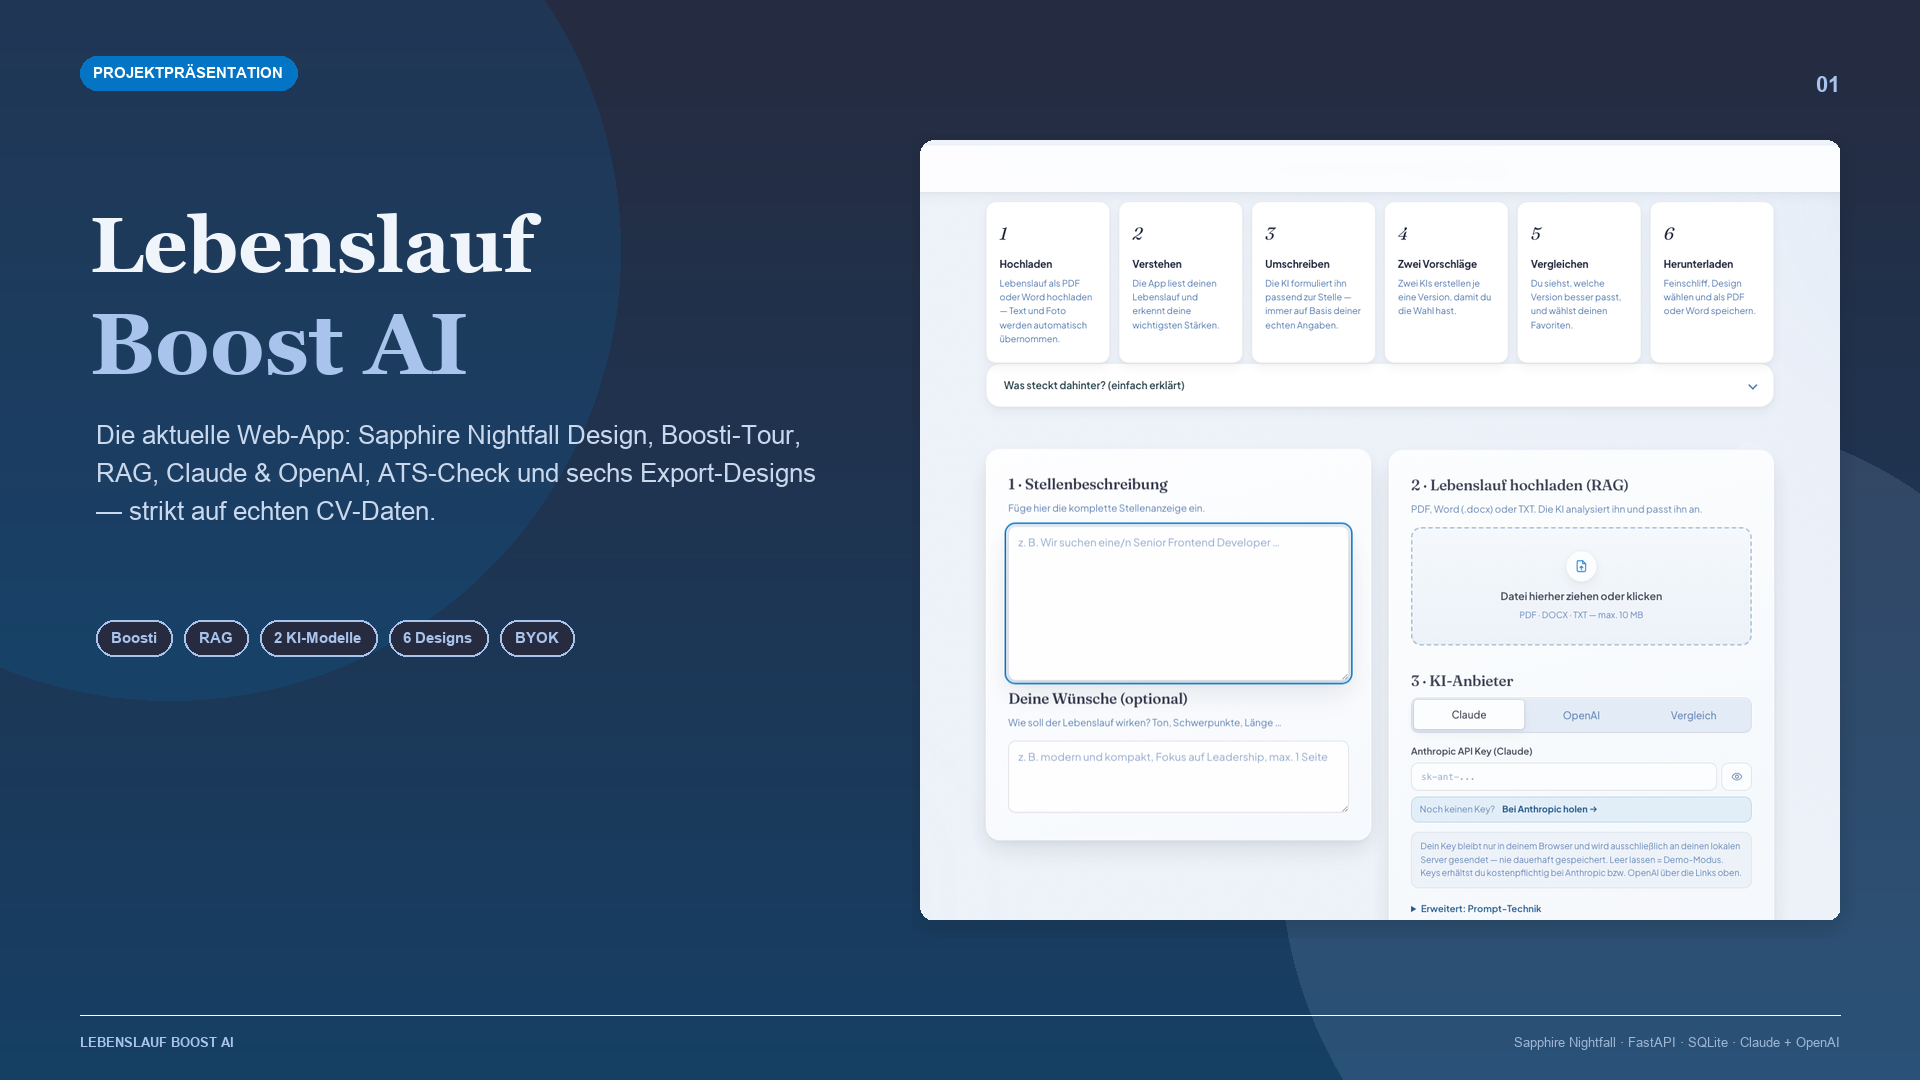 PROJEKTPRÄSENTATION
01
Lebenslauf
Boost AI
Die aktuelle Web-App: Sapphire Nightfall Design, Boosti-Tour,
RAG, Claude & OpenAI, ATS-Check und sechs Export-Designs
— strikt auf echten CV-Daten.
Boosti
RAG
2 KI-Modelle
6 Designs
BYOK
1
Hochladen
Lebenslauf als PDF
oder Word hochladen
— Text und Foto
werden automatisch
übernommen.
2
Verstehen
Die App liest deinen
Lebenslauf und
erkennt deine
wichtigsten Stärken.
3
Umschreiben
Die KI formuliert ihn
passend zur Stelle —
immer auf Basis deiner
echten Angaben.
4
Zwei Vorschläge
Zwei KIs erstellen je
eine Version, damit du
die Wahl hast.
5
Vergleichen
Du siehst, welche
Version besser passt,
und wählst deinen
Favoriten.
6
Herunterladen
Feinschliff, Design
wählen und als PDF
oder Word speichern.
Was steckt dahinter? (einfach erklärt)
1 · Stellenbeschreibung
Füge hier die komplette Stellenanzeige ein.
z. B. Wir suchen eine/n Senior Frontend Developer ...
Deine Wünsche (optional)
Wie soll der Lebenslauf wirken? Ton, Schwerpunkte, Länge ...
z. B. modern und kompakt, Fokus auf Leadership, max. 1 Seite
2 · Lebenslauf hochladen (RAG)
PDF, Word (.docx) oder TXT. Die KI analysiert ihn und passt ihn an.
Datei hierher ziehen oder klicken
PDF · DOCX · TXT — max. 10 MB
3 · KI-Anbieter
Claude
OpenAI
Vergleich
Anthropic API Key (Claude)
sk-ant-...
Noch keinen Key? Bei Anthropic holen →
Dein Key bleibt nur in deinem Browser und wird ausschließlich an deinen lokalen
Server gesendet — nie dauerhaft gespeichert. Leer lassen = Demo-Modus.
Keys erhältst du kostenpflichtig bei Anthropic bzw. OpenAI über die Links oben.
Erweitert: Prompt-Technik
LEBENSLAUF BOOST AI
Sapphire Nightfall · FastAPI · SQLite · Claude + OpenAI